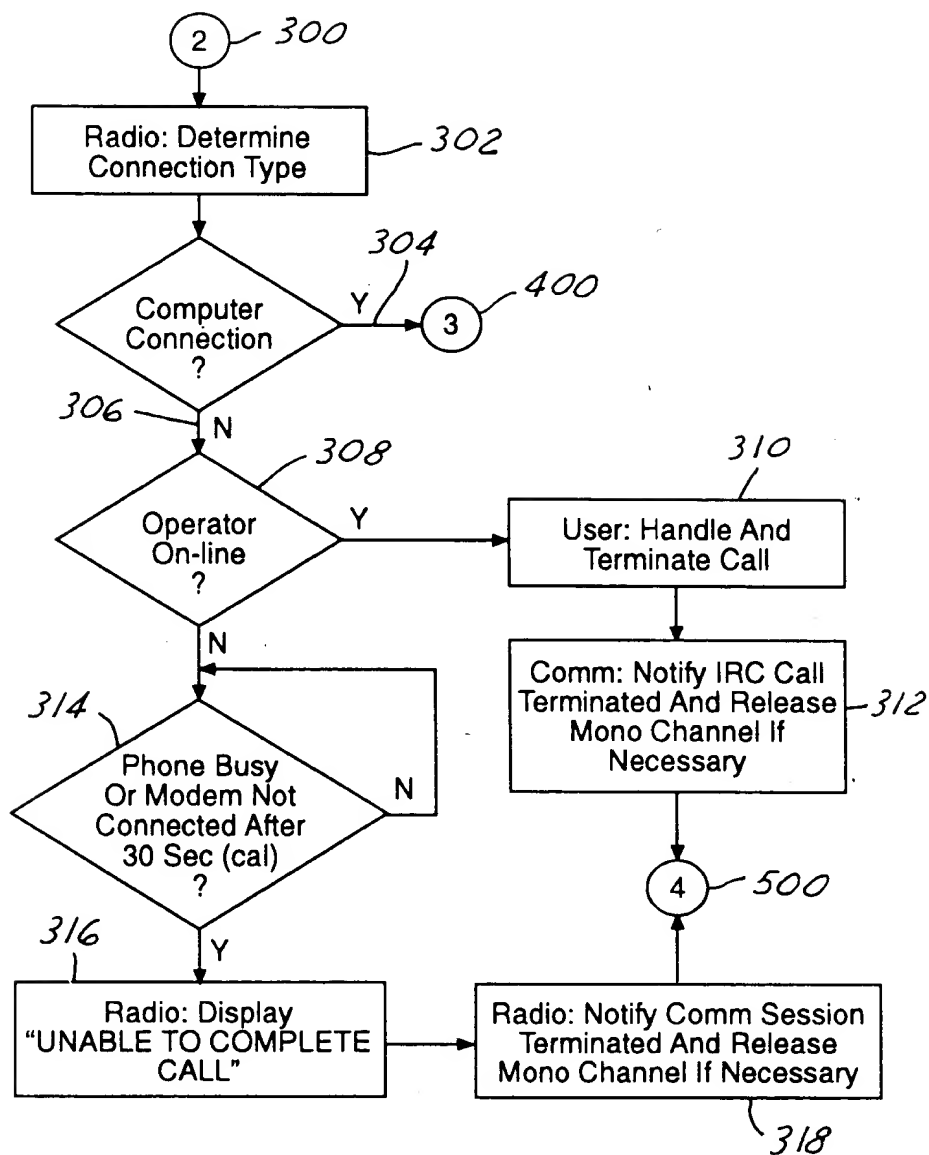 2
300
Radio: Determine
Connection Type
302
304
400
Computer
Connection
?
Y
3
306
N
308
310
Operator
On-line
?
Y
User: Handle And
Terminate Call
N
Comm: Notify IRC Call
Terminated And Release
Mono Channel If
Necessary
312
314
Phone Busy
Or Modem Not
Connected After
30 Sec (cal)
?
N
4
500
316
Y
Radio: Display
“UNABLE TO COMPLETE
CALL”
Radio: Notify Comm Session
Terminated And Release
Mono Channel If Necessary
318